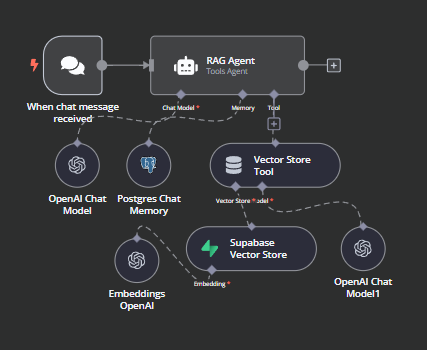 RAG Agent
Tools Agent
When chat message
received
Chat Model *
Memory
Tool
OpenAI Chat
Model
Postgres Chat
Memory
Vector Store
Tool
Vector Store *
odel *
Supabase
Vector Store
OpenAI Chat
Model1
Embedding *
Embeddings
OpenAI